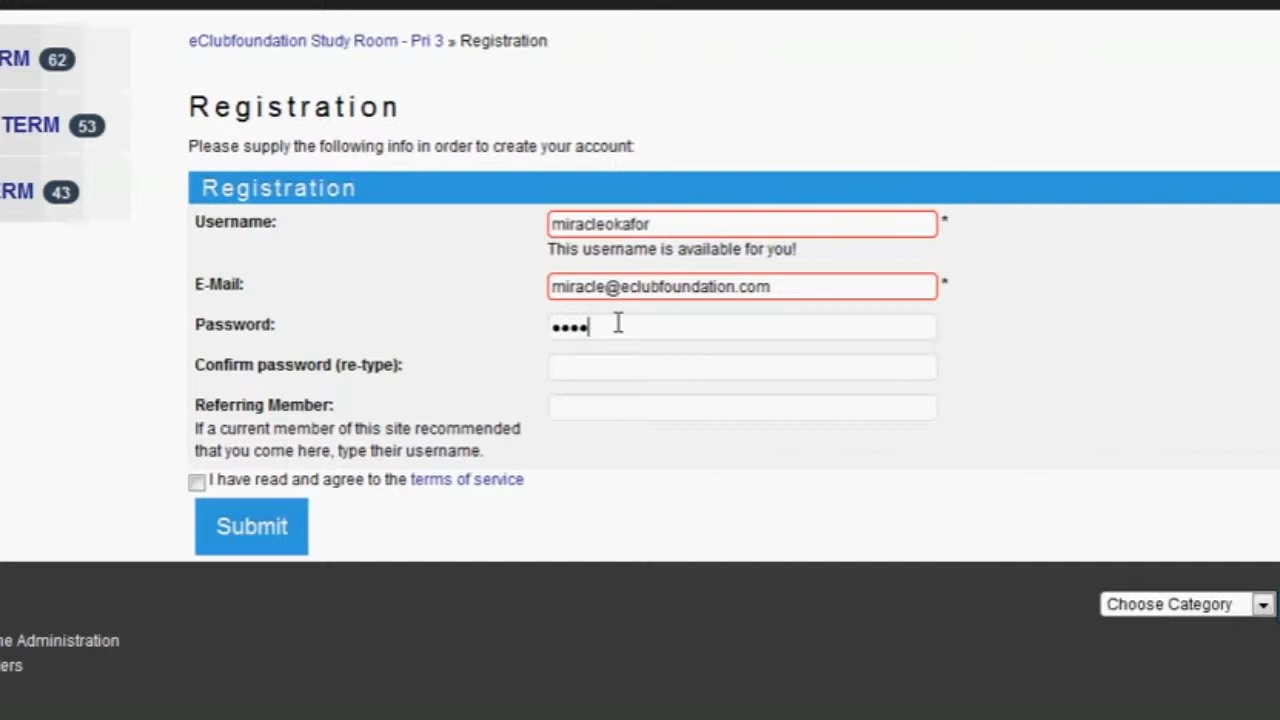 eClubfoundation Study Room - Pri 3 » Registration
RM 62
TERM 53
ERM 43
Registration
Please supply the following info in order to create your account:
Registration
Username: miracleokafor *
This username is available for you!
E-Mail: miracle@eclubfoundation.com *
Password: ••••
Confirm password (re-type):
Referring Member:
If a current member of this site recommended
that you come here, type their username.
I have read and agree to the terms of service
Submit
Choose Category
ne Administration
ers